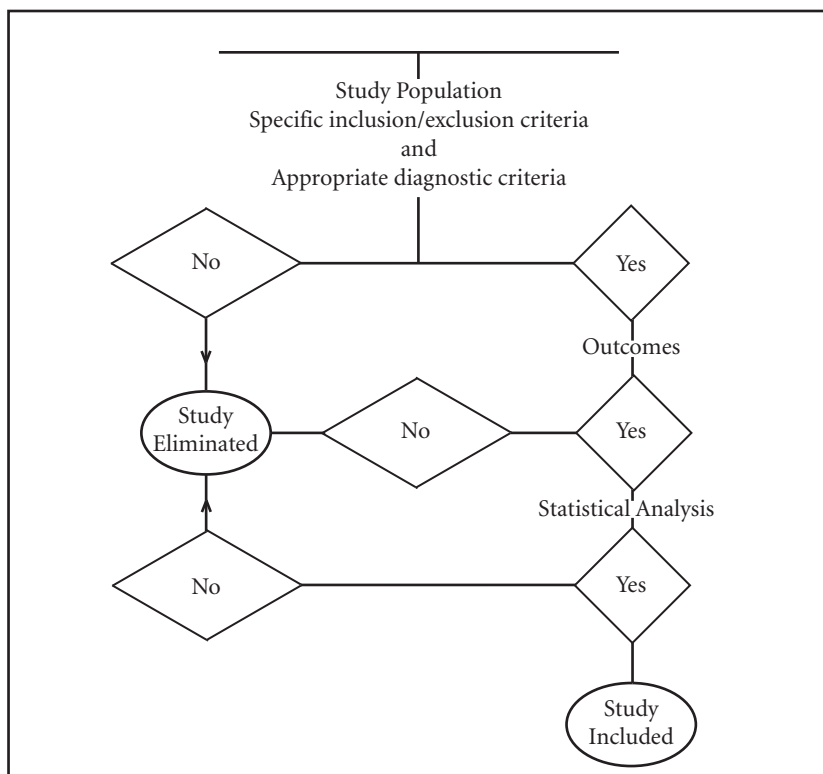 Study Population
Specific inclusion/exclusion criteria
and
Appropriate diagnostic criteria
No
Yes
Outcomes
Study
Eliminated
No
Yes
Statistical Analysis
No
Yes
Study
Included